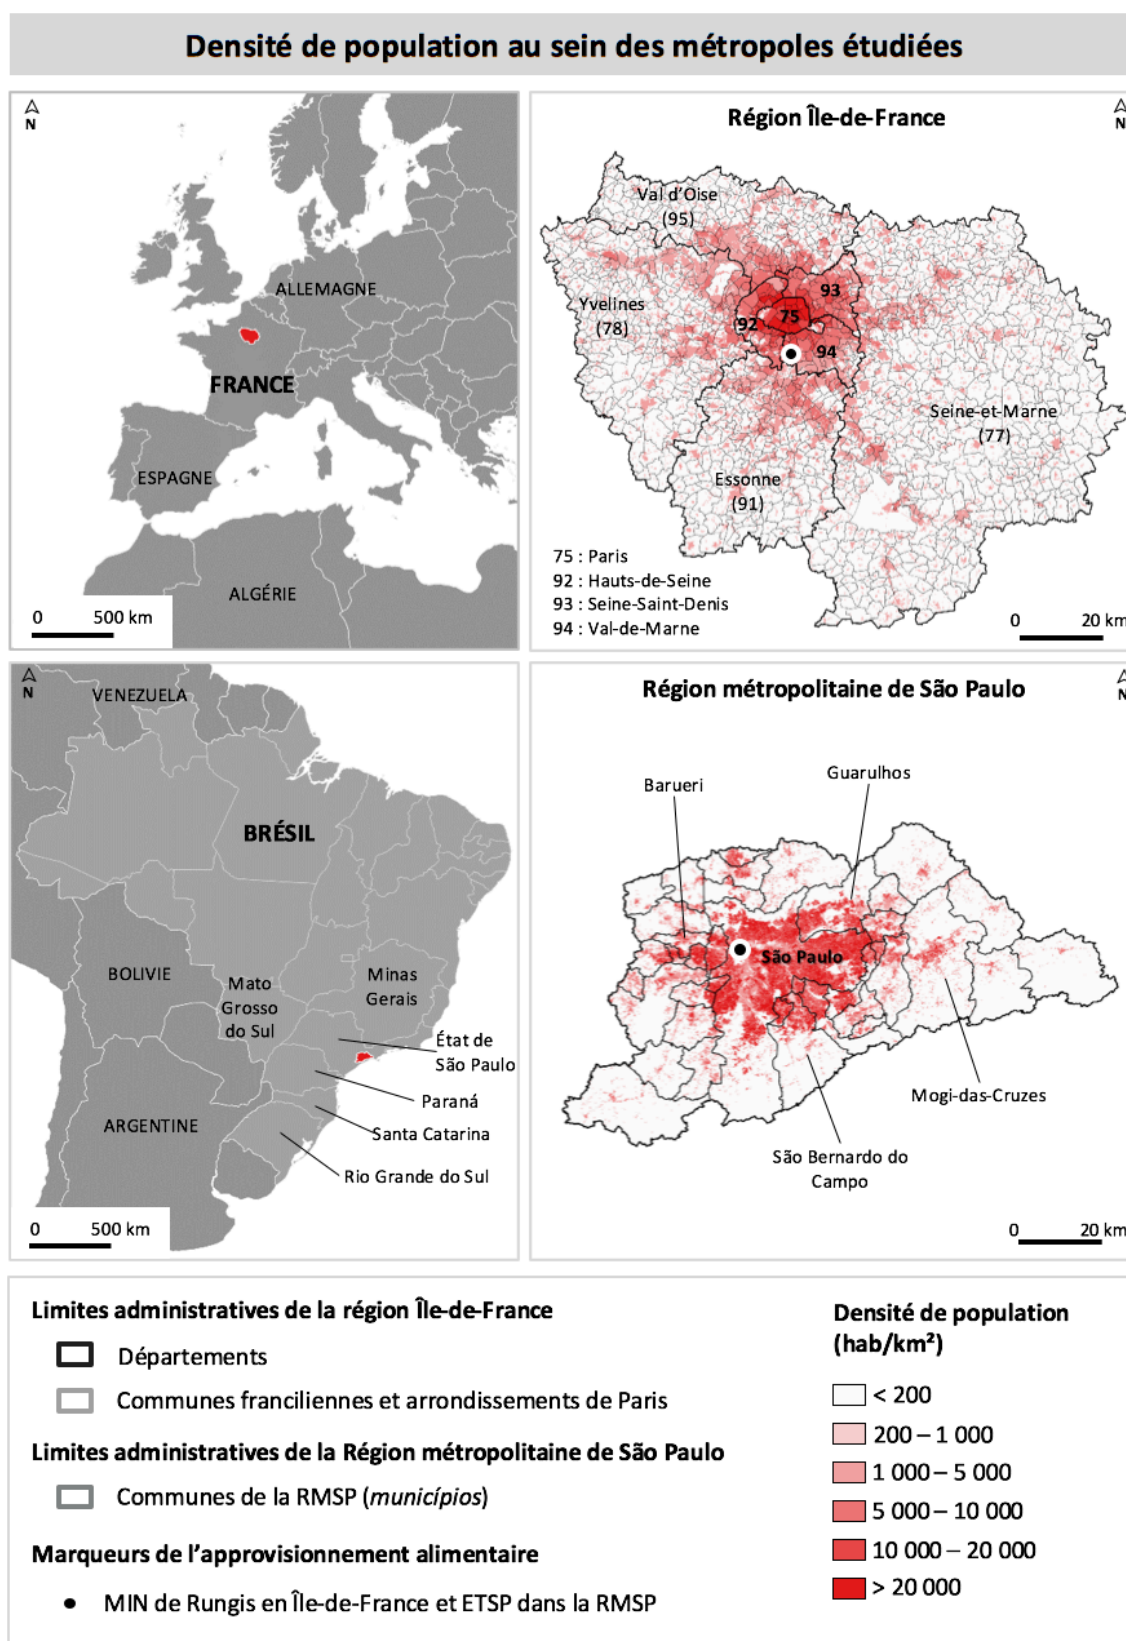 Densité de population au sein des métropoles étudiées
N
ALLEMAGNE
FRANCE
ESPAGNE
ALGÉRIE
0 500 km
Région Île-de-France
N
Val d'Oise
(95)
Yvelines
(78)
93
92
75
94
Seine-et-Marne
(77)
Essonne
(91)
75 : Paris
92 : Hauts-de-Seine
93 : Seine-Saint-Denis
94 : Val-de-Marne
0 20 km
N
VENEZUELA
BRÉSIL
BOLIVIE
Mato
Grosso
do Sul
Minas
Gerais
État de
São Paulo
Paraná
ARGENTINE
Santa Catarina
Rio Grande do Sul
0 500 km
Région métropolitaine de São Paulo
N
Guarulhos
Barueri
São Paulo
Mogi-das-Cruzes
São Bernardo do
Campo
0 20 km
Limites administratives de la région Île-de-France
Départements
Communes franciliennes et arrondissements de Paris
Limites administratives de la Région métropolitaine de São Paulo
Communes de la RMSP (municípios)
Marqueurs de l'approvisionnement alimentaire
MIN de Rungis en Île-de-France et ETSP dans la RMSP
Densité de population
(hab/km²)
< 200
200 – 1 000
1 000 – 5 000
5 000 – 10 000
10 000 – 20 000
> 20 000